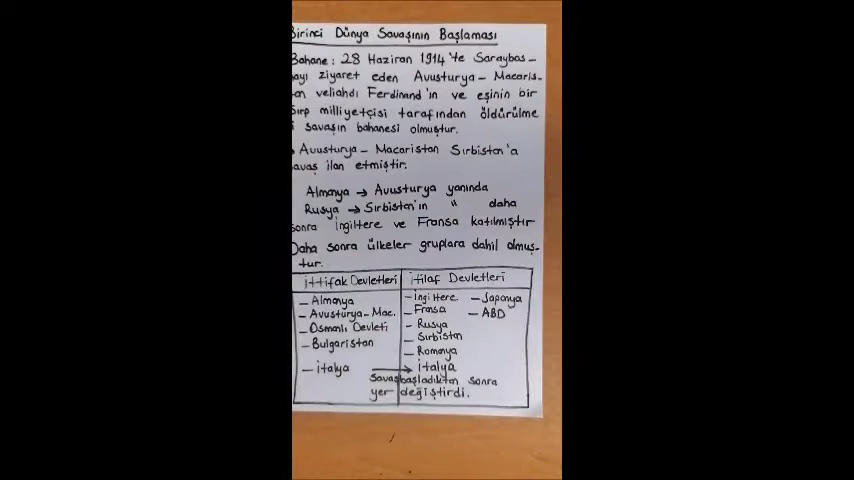 Birinci Dünya Savaşının Başlaması
Bahane: 28 Haziran 1914'te Saraybos-
ayı ziyaret eden Avusturya - Macaris-
an veliahdı Ferdinand'ın ve eşinin bir
Sırp milliyetçisi tarafından öldürülme
i savaşın bahanesi olmuştur.
Avusturya - Macaristan Sırbistan'a
avaş ilan etmiştir.
Almanya → Avusturya yanında
Rusya → Sırbistan'ın " daha
sonra İngiltere ve Fransa katılmıştır
Daha sonra ülkeler gruplara dahil olmuş-
tur.
İttifak Devletleri
- Almanya
- Avusturya-Mac.
- Osmanlı Devleti
- Bulgaristan
- İtalya →
İtilaf Devletleri
- İngiltere - Japonya
- Fransa - ABD
- Rusya
- Sırbistan
- Romanya
İtalya
Savaş başladıktan sonra
yer değiştirdi.